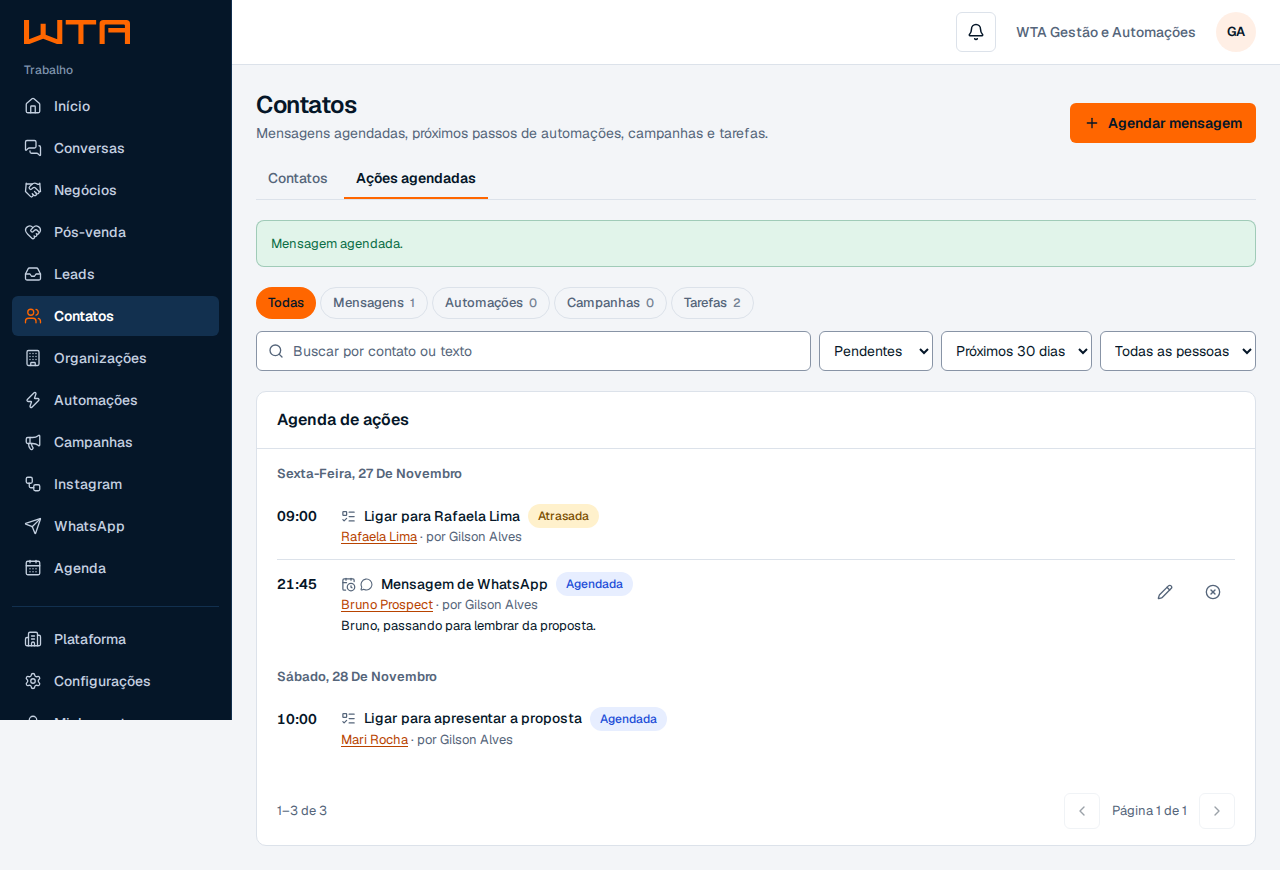 WTA
WTA Gestão e Automações
GA
Trabalho
Início
Conversas
Negócios
Pós-venda
Leads
Contatos
Organizações
Automações
Campanhas
Instagram
WhatsApp
Agenda
Plataforma
Configurações
Contatos
Mensagens agendadas, próximos passos de automações, campanhas e tarefas.
Agendar mensagem
Contatos
Ações agendadas
Mensagem agendada.
Todas
Mensagens 1
Automações 0
Campanhas 0
Tarefas 2
Buscar por contato ou texto
Pendentes
Próximos 30 dias
Todas as pessoas
Agenda de ações
Sexta-Feira, 27 De Novembro
09:00 Ligar para Rafaela Lima Atrasada
Rafaela Lima · por Gilson Alves
21:45 Mensagem de WhatsApp Agendada
Bruno Prospect · por Gilson Alves
Bruno, passando para lembrar da proposta.
Sábado, 28 De Novembro
10:00 Ligar para apresentar a proposta Agendada
Mari Rocha · por Gilson Alves
1–3 de 3
Página 1 de 1